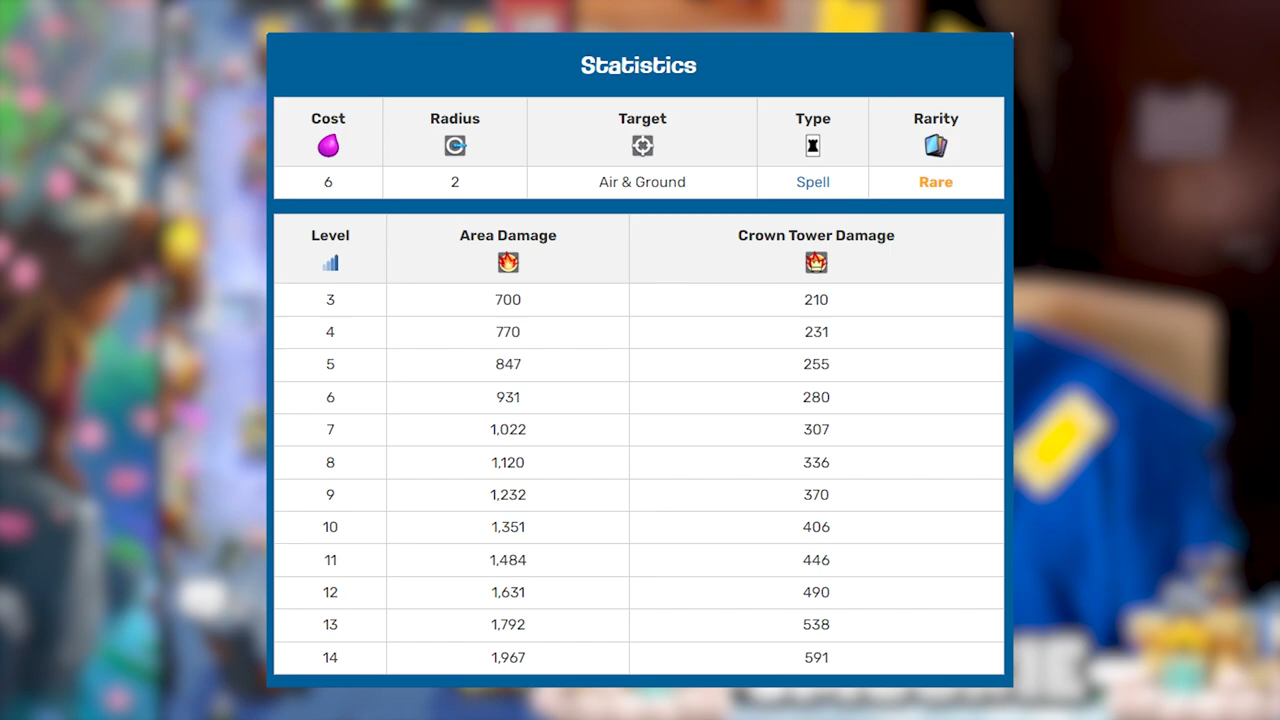 Statistics
Cost Radius Target Type Rarity
6 2 Air & Ground Spell Rare
Level Area Damage Crown Tower Damage
3 700 210
4 770 231
5 847 255
6 931 280
7 1,022 307
8 1,120 336
9 1,232 370
10 1,351 406
11 1,484 446
12 1,631 490
13 1,792 538
14 1,967 591